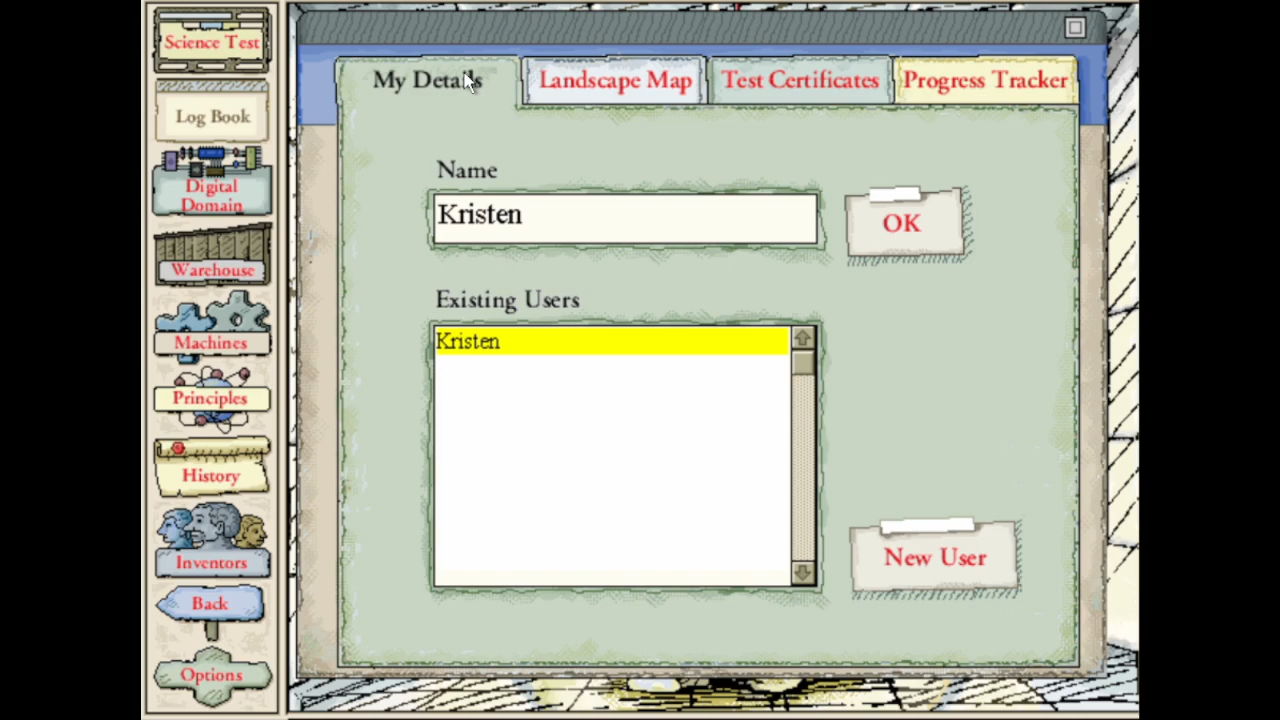 Science Test
Log Book
Digital
Domain
Warehouse
Machines
Principles
History
Inventors
Back
Options
My Details
Landscape Map
Test Certificates
Progress Tracker
Name
Kristen
OK
Existing Users
Kristen
New User